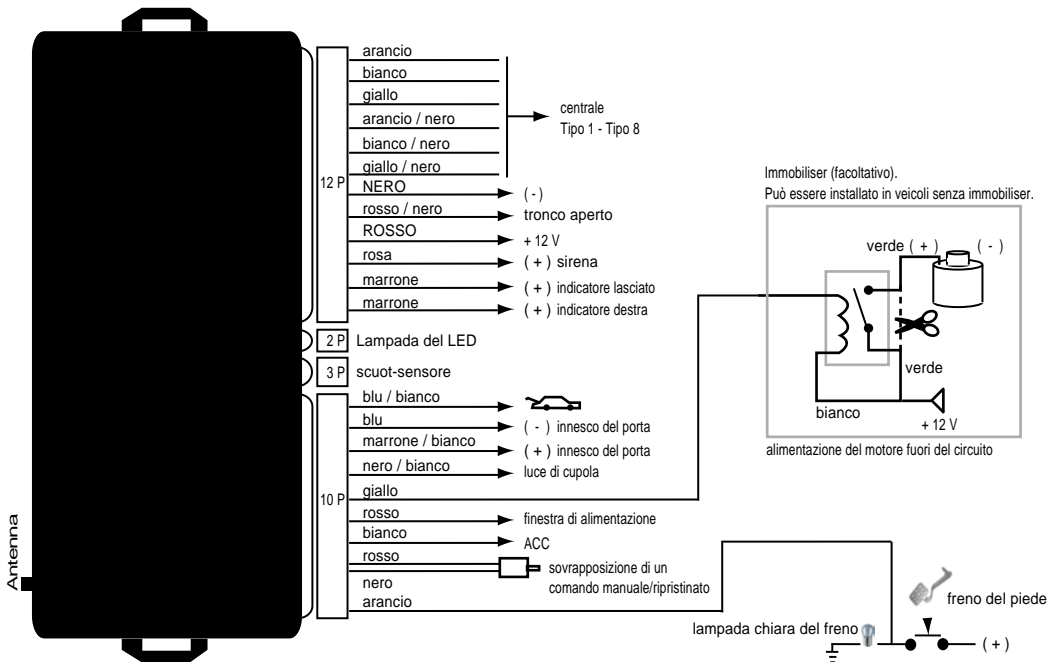 arancio
bianco
giallo
arancio / nero
bianco / nero
giallo / nero
centrale
Tipo 1 - Tipo 8
12 P
NERO
( - )
rosso / nero
tronco aperto
ROSSO
+ 12 V
rosa
( + ) sirena
marrone
( + ) indicatore lasciato
marrone
( + ) indicatore destra
2 P
Lampada del LED
3 P
scuot-sensore
10 P
blu / bianco
blu
( - ) innesco del porta
marrone / bianco
( + ) innesco del porta
nero / bianco
luce di cupola
giallo
rosso
finestra di alimentazione
bianco
ACC
rosso
sovrapposizione di un
comando manuale/ripristinato
nero
arancio
Antenna
Immobiliser (facoltativo).
Può essere installato in veicoli senza immobiliser.
verde ( + )
( - )
verde
bianco
+ 12 V
alimentazione del motore fuori del circuito
freno del piede
lampada chiara del freno
( + )